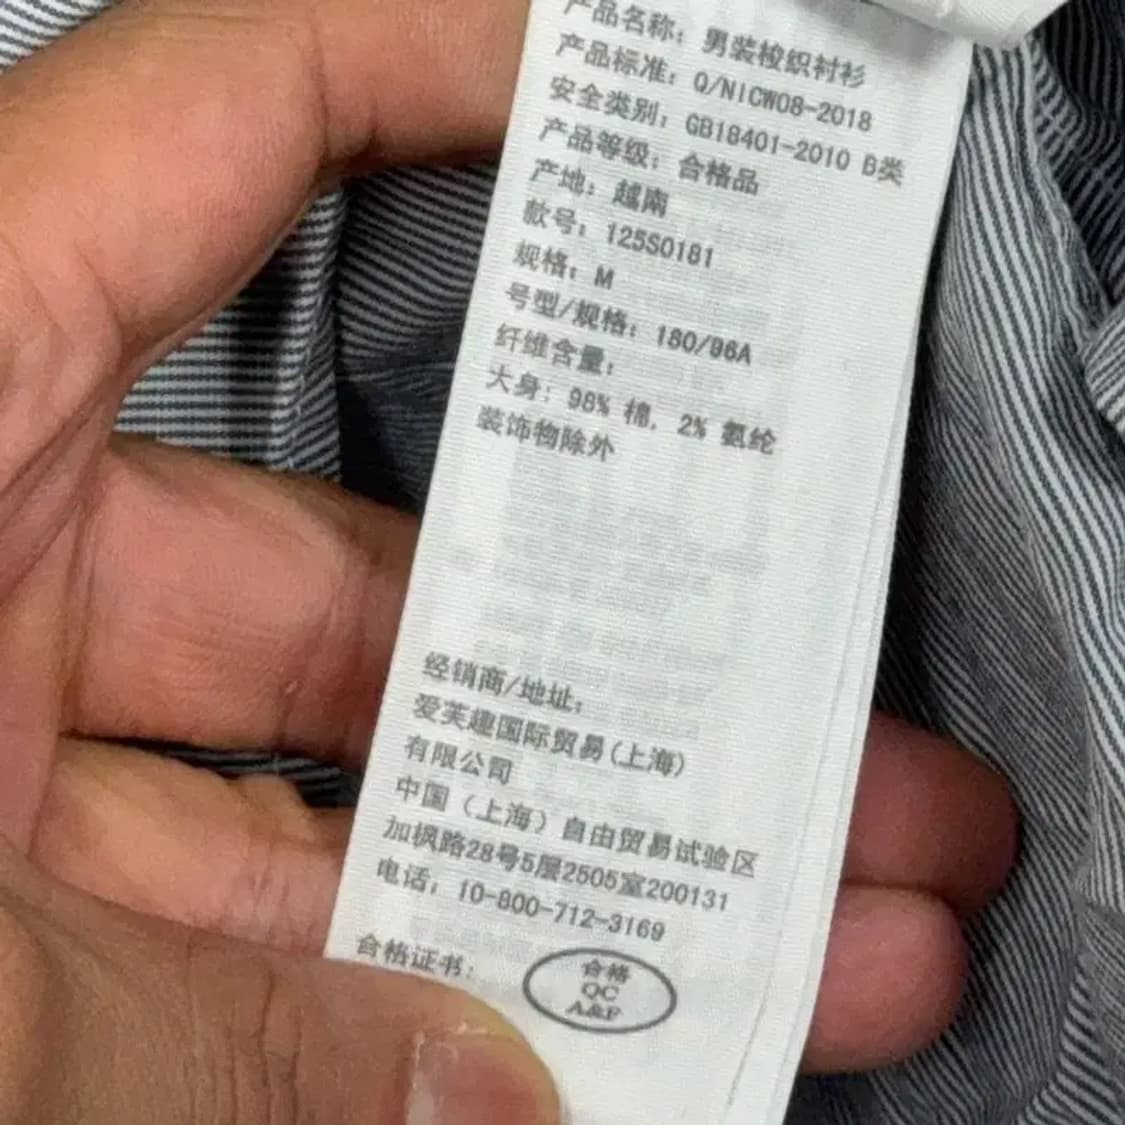 产品名称：男装梭织衬衫
产品标准：Q/NICW08-2018
安全类别：GB18401-2010 B类
产品等级：合格品
产地：越南
款号：125S0181
规格：M
号型/规格：180/96A
纤维含量：
大身：98% 棉，2% 氨纶
装饰物除外
经销商/地址：
爱芙趣国际贸易(上海)
有限公司
中国（上海）自由贸易试验区
加枫路28号5层2505室200131
电话：10-800-712-3169
合格证书：
合格
QC
A&F